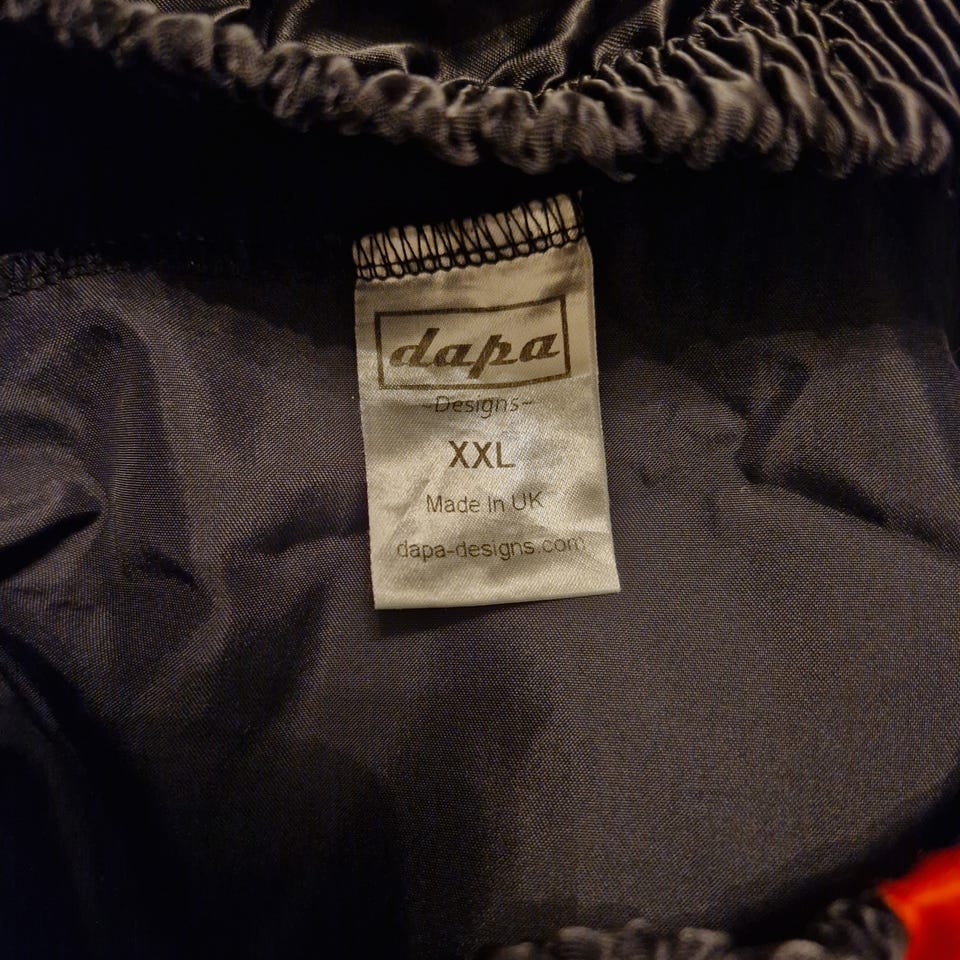 dapa
~Designs~
XXL
Made In UK
dapa-designs.com